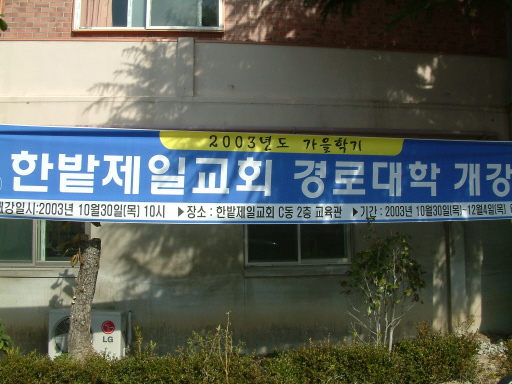 2003년도 가을학기
한밭제일교회 경로대학 개강
개강일시:2003년 10월30일(목) 10시 ▶장소 : 한밭제일교회 C동 2층 교육관 ▶기간 : 2003년 10월30일(목)~12월4일(목)
LG